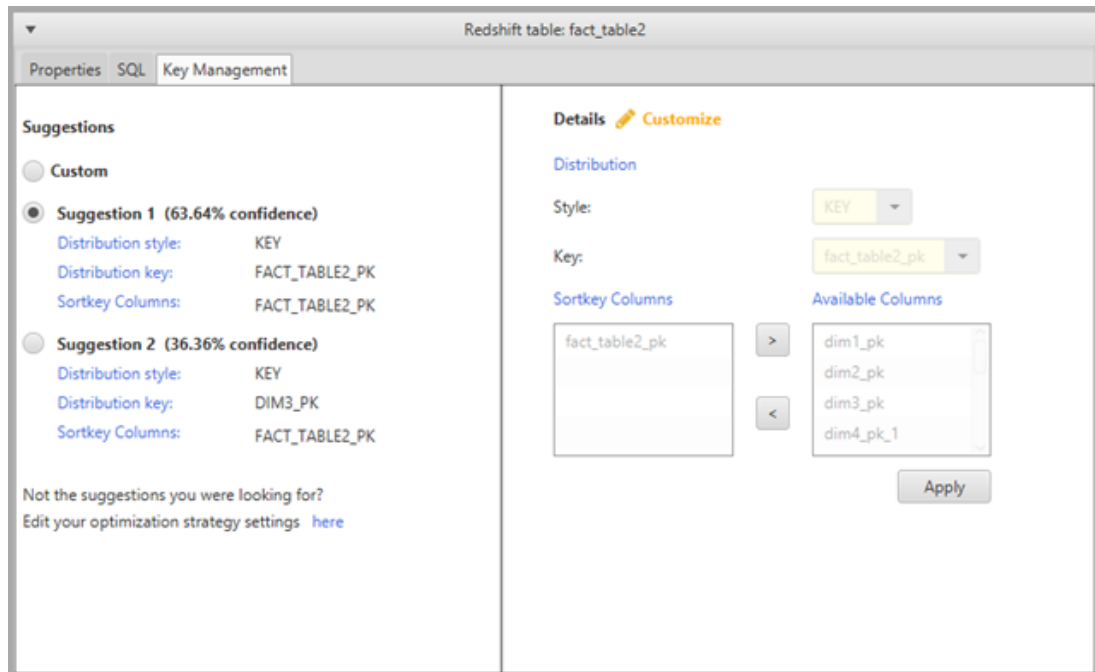 Redshift table: fact_table2
Properties SQL Key Management
Suggestions
Custom
Suggestion 1 (63.64% confidence)
Distribution style: KEY
Distribution key: FACT_TABLE2_PK
Sortkey Columns: FACT_TABLE2_PK
Suggestion 2 (36.36% confidence)
Distribution style: KEY
Distribution key: DIM3_PK
Sortkey Columns: FACT_TABLE2_PK
Not the suggestions you were looking for?
Edit your optimization strategy settings here
Details Customize
Distribution
Style: KEY
Key: fact_table2_pk
Sortkey Columns Available Columns
fact_table2_pk > dim1_pk
dim2_pk
< dim3_pk
dim4_pk_1
Apply